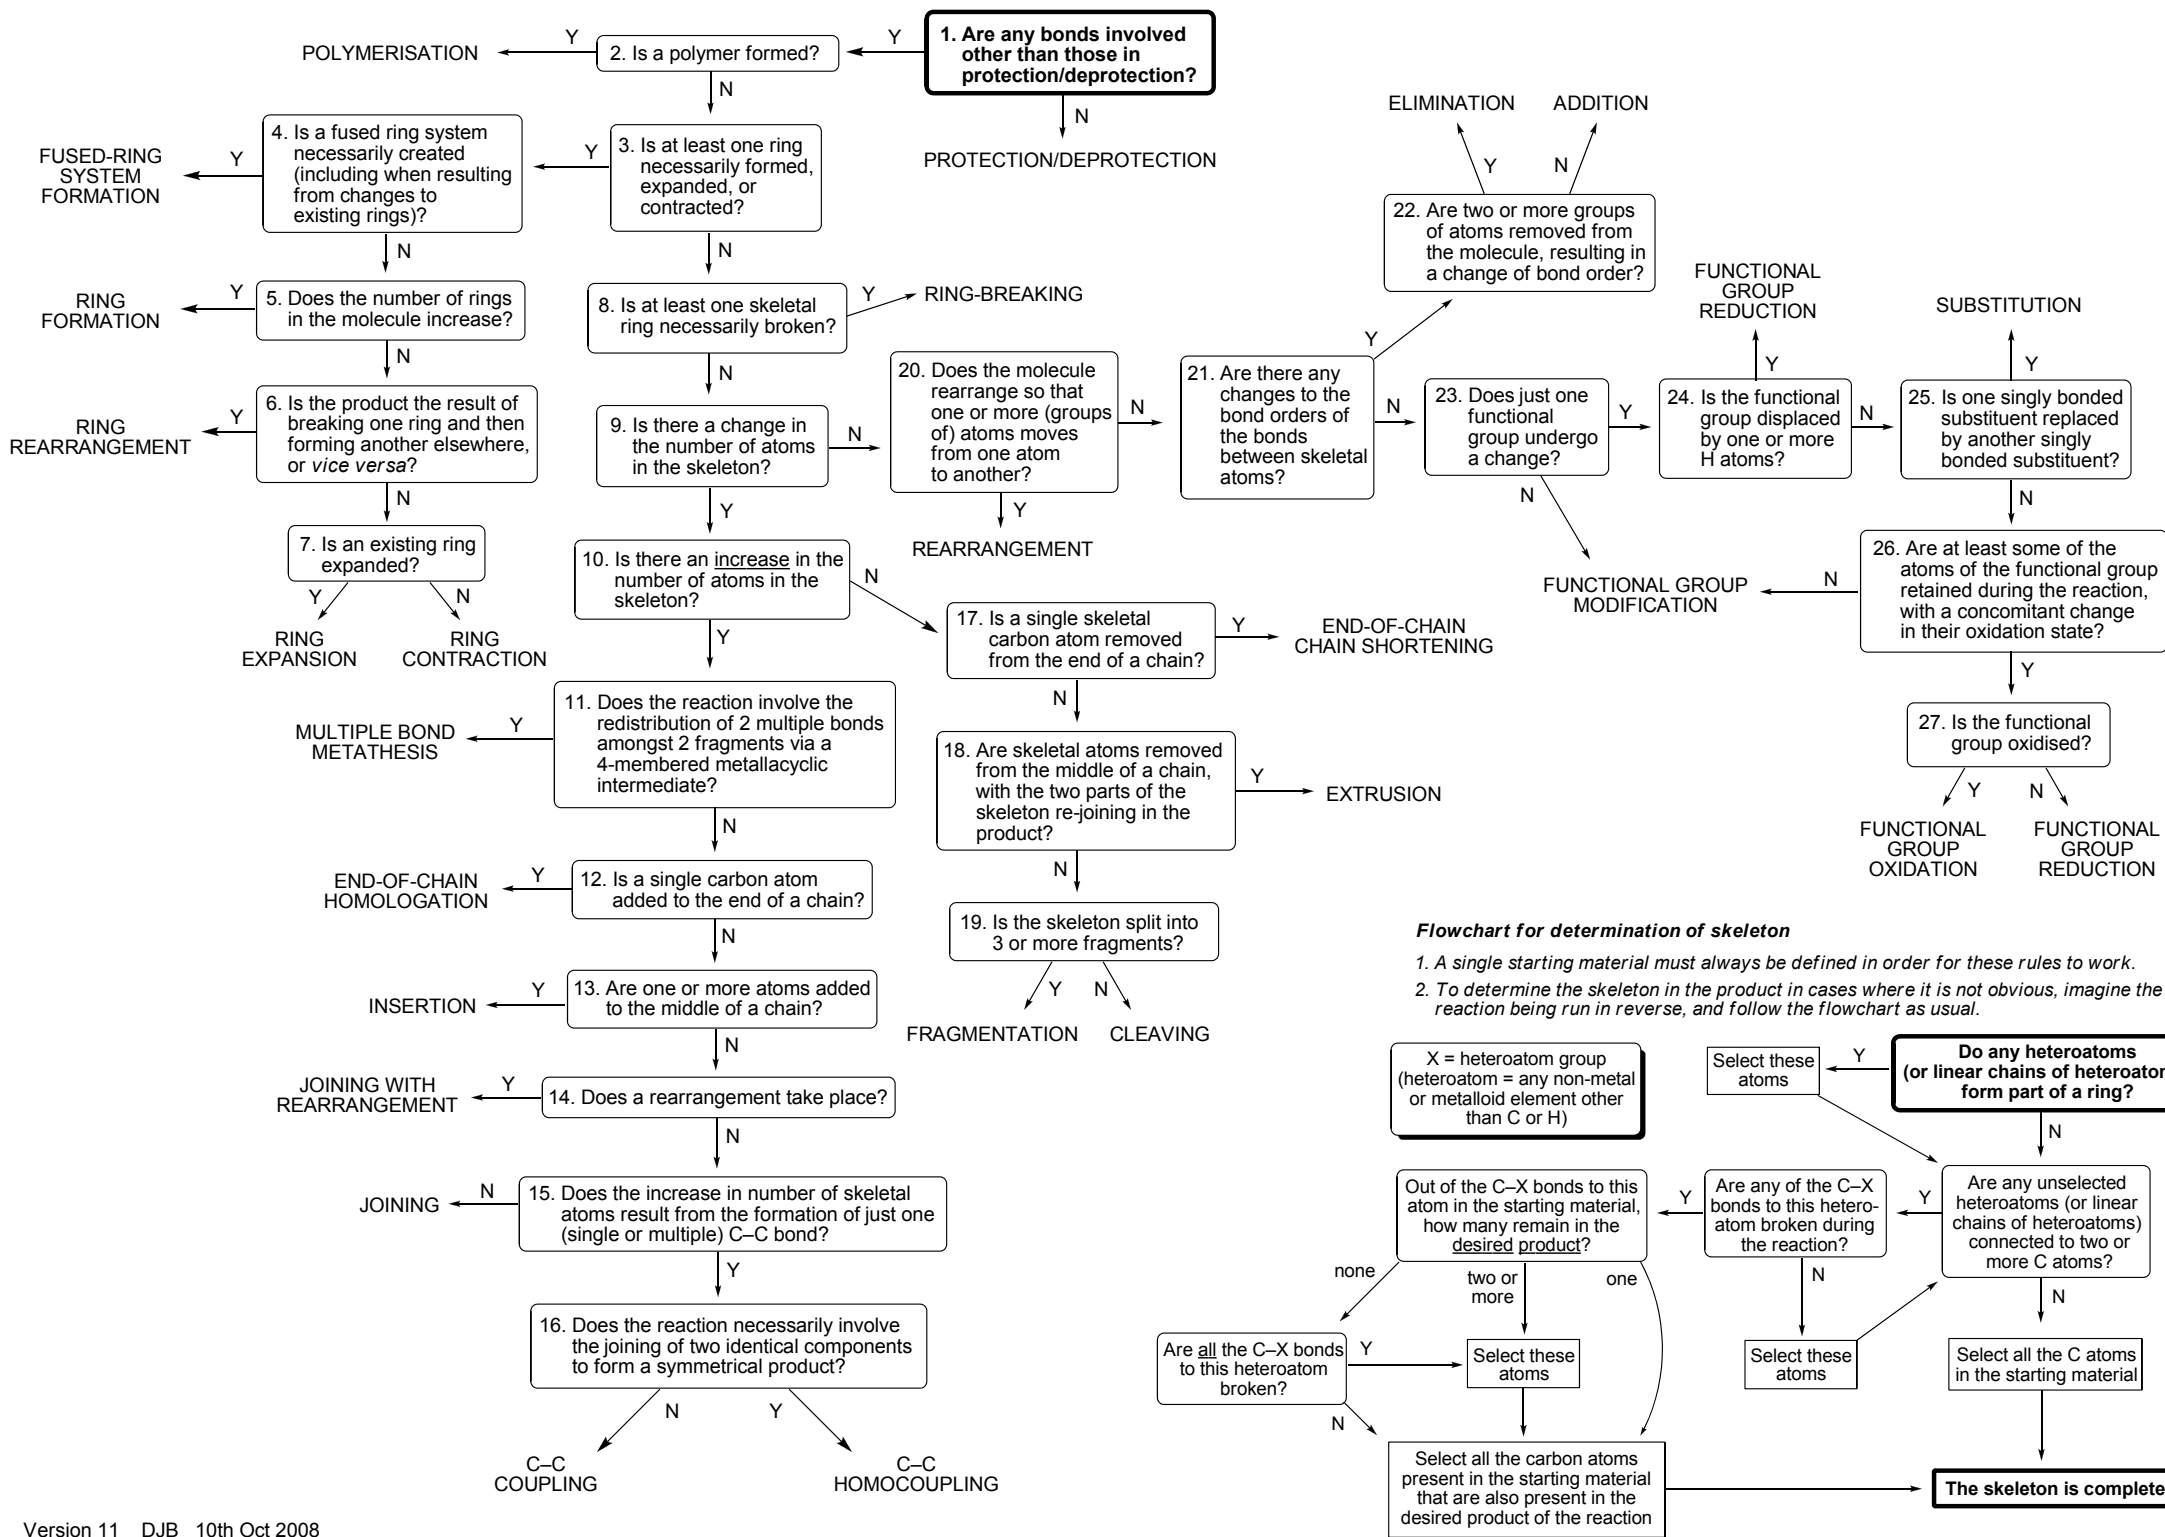 1. Are any bonds involved
other than those in
protection/deprotection?
Y
N
PROTECTION/DEPROTECTION
2. Is a polymer formed?
Y
POLYMERISATION
N
3. Is at least one ring
necessarily formed,
expanded, or
contracted?
Y
N
4. Is a fused ring system
necessarily created
(including when resulting
from changes to
existing rings)?
Y
FUSED-RING
SYSTEM
FORMATION
N
5. Does the number of rings
in the molecule increase?
Y
RING
FORMATION
N
6. Is the product the result of
breaking one ring and then
forming another elsewhere,
or vice versa?
Y
RING
REARRANGEMENT
N
7. Is an existing ring
expanded?
Y
N
RING
EXPANSION
RING
CONTRACTION
8. Is at least one skeletal
ring necessarily broken?
Y
RING-BREAKING
N
9. Is there a change in
the number of atoms
in the skeleton?
N
Y
10. Is there an increase in the
number of atoms in the
skeleton?
N
Y
11. Does the reaction involve the
redistribution of 2 multiple bonds
amongst 2 fragments via a
4-membered metallacyclic
intermediate?
Y
MULTIPLE BOND
METATHESIS
N
12. Is a single carbon atom
added to the end of a chain?
Y
END-OF-CHAIN
HOMOLOGATION
N
13. Are one or more atoms added
to the middle of a chain?
Y
INSERTION
N
14. Does a rearrangement take place?
Y
JOINING WITH
REARRANGEMENT
N
15. Does the increase in number of skeletal
atoms result from the formation of just one
(single or multiple) C–C bond?
N
JOINING
Y
16. Does the reaction necessarily involve
the joining of two identical components
to form a symmetrical product?
N
Y
C–C
COUPLING
C–C
HOMOCOUPLING
17. Is a single skeletal
carbon atom removed
from the end of a chain?
Y
END-OF-CHAIN
CHAIN SHORTENING
N
18. Are skeletal atoms removed
from the middle of a chain,
with the two parts of the
skeleton re-joining in the
product?
Y
EXTRUSION
N
19. Is the skeleton split into
3 or more fragments?
Y
N
FRAGMENTATION
CLEAVING
20. Does the molecule
rearrange so that
one or more (groups
of) atoms moves
from one atom
to another?
N
Y
REARRANGEMENT
21. Are there any
changes to the
bond orders of
the bonds
between skeletal
atoms?
Y
N
22. Are two or more groups
of atoms removed from
the molecule, resulting in
a change of bond order?
Y
N
ELIMINATION
ADDITION
23. Does just one
functional
group undergo
a change?
Y
N
FUNCTIONAL GROUP
MODIFICATION
24. Is the functional
group displaced
by one or more
H atoms?
Y
FUNCTIONAL
GROUP
REDUCTION
N
25. Is one singly bonded
substituent replaced
by another singly
bonded substituent?
Y
SUBSTITUTION
N
26. Are at least some of the
atoms of the functional group
retained during the reaction,
with a concomitant change
in their oxidation state?
N
Y
27. Is the functional
group oxidised?
Y
N
FUNCTIONAL
GROUP
OXIDATION
FUNCTIONAL
GROUP
REDUCTION
Flowchart for determination of skeleton
1. A single starting material must always be defined in order for these rules to work.
2. To determine the skeleton in the product in cases where it is not obvious, imagine the
reaction being run in reverse, and follow the flowchart as usual.
X = heteroatom group
(heteroatom = any non-metal
or metalloid element other
than C or H)
Do any heteroatoms
(or linear chains of
form part of a ring?
Y
Select these
atoms
N
Are any unselected
heteroatoms (or linear
chains of heteroatoms)
connected to two or
more C atoms?
Y
N
Are any of the C–X
bonds to this hetero-
atom broken during
the reaction?
Y
N
Select these
atoms
Out of the C–X bonds to this
atom in the starting material,
how many remain in the
desired product?
none
two or
more
one
Are all the C–X bonds
to this heteroatom
broken?
Y
N
Select these
atoms
Select all the C atoms
in the starting material
Select all the carbon atoms
present in the starting material
that are also present in the
desired product of the reaction
The skeleton is complete
Version 11 DJB 10th Oct 2008